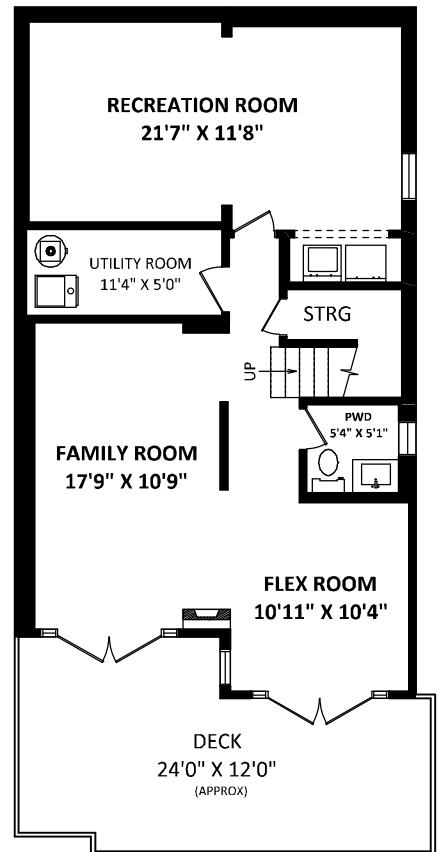 RECREATION ROOM
21'7" X 11'8"
UTILITY ROOM
11'4" X 5'0"
STRG
UP
PWD
5'4" X 5'1"
FAMILY ROOM
17'9" X 10'9"
FLEX ROOM
10'11" X 10'4"
DECK
24'0" X 12'0"
(APPROX)